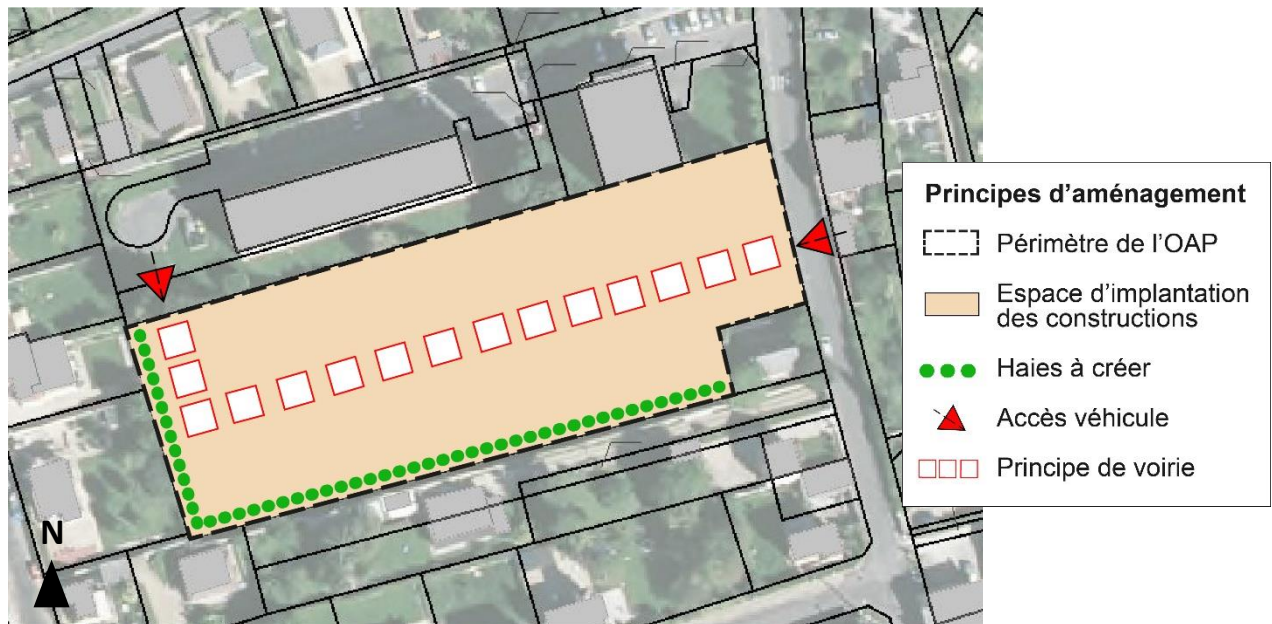 N
Principes d’aménagement
Périmètre de l’OAP
Espace d’implantation
des constructions
Haies à créer
Accès véhicule
Principe de voirie